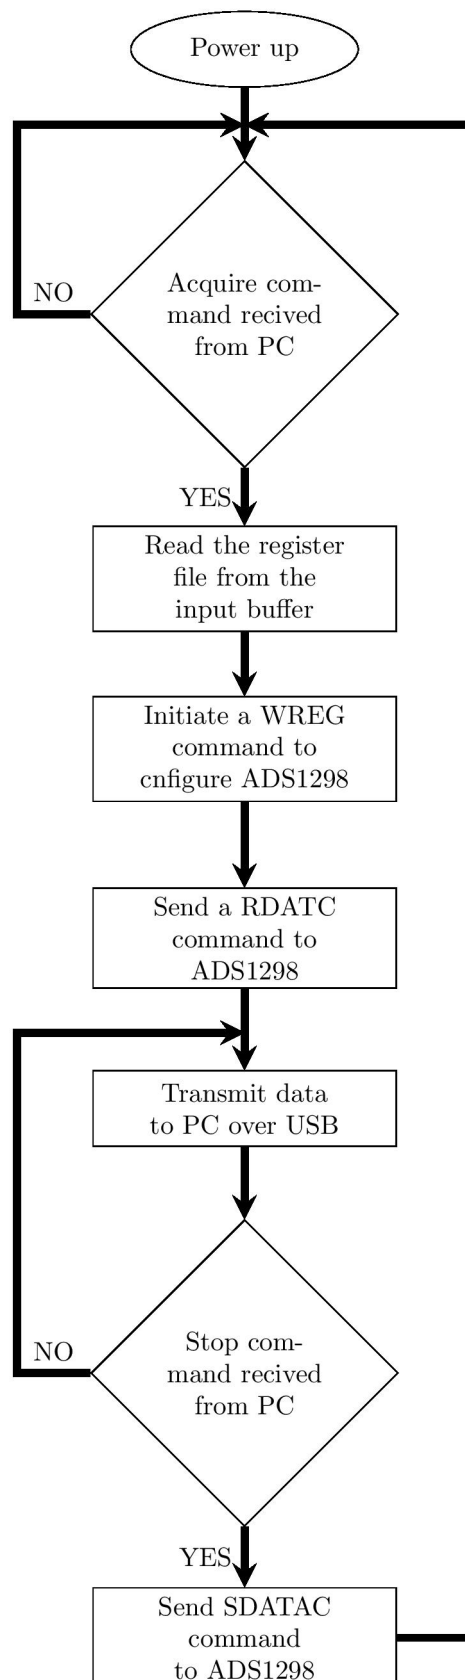 Power up
Acquire com-
mand recived
from PC
NO
YES
Read the register
file from the
input buffer
Initiate a WREG
command to
cnfigure ADS1298
Send a RDATC
command to
ADS1298
Transmit data
to PC over USB
Stop com-
mand recived
from PC
NO
YES
Send SDATAC
command
to ADS1298